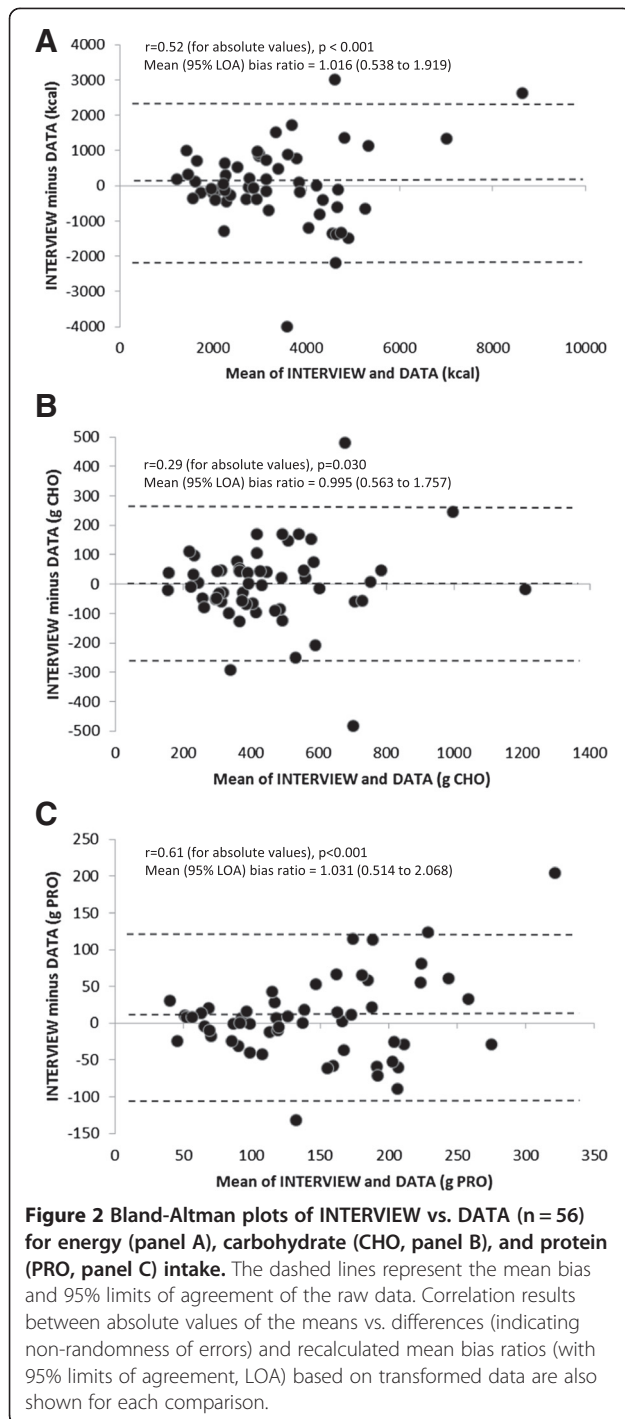 A
r=0.52 (for absolute values), p < 0.001
Mean (95% LOA) bias ratio = 1.016 (0.538 to 1.919)
INTERVIEW minus DATA (kcal)
4000
3000
2000
1000
0
-1000
-2000
-3000
-4000
0 2000 4000 6000 8000 10000
Mean of INTERVIEW and DATA (kcal)
B
r=0.29 (for absolute values), p=0.030
Mean (95% LOA) bias ratio = 0.995 (0.563 to 1.757)
INTERVIEW minus DATA (g CHO)
500
400
300
200
100
0
-100
-200
-300
-400
-500
0 200 400 600 800 1000 1200 1400
Mean of INTERVIEW and DATA (g CHO)
C
r=0.61 (for absolute values), p<0.001
Mean (95% LOA) bias ratio = 1.031 (0.514 to 2.068)
INTERVIEW minus DATA (g PRO)
250
200
150
100
50
0
-50
-100
-150
0 50 100 150 200 250 300 350
Mean of INTERVIEW and DATA (g PRO)
Figure 2 Bland-Altman plots of INTERVIEW vs. DATA (n = 56)
for energy (panel A), carbohydrate (CHO, panel B), and protein
(PRO, panel C) intake. The dashed lines represent the mean bias
and 95% limits of agreement of the raw data. Correlation results
between absolute values of the means vs. differences (indicating
non-randomness of errors) and recalculated mean bias ratios (with
95% limits of agreement, LOA) based on transformed data are also
shown for each comparison.